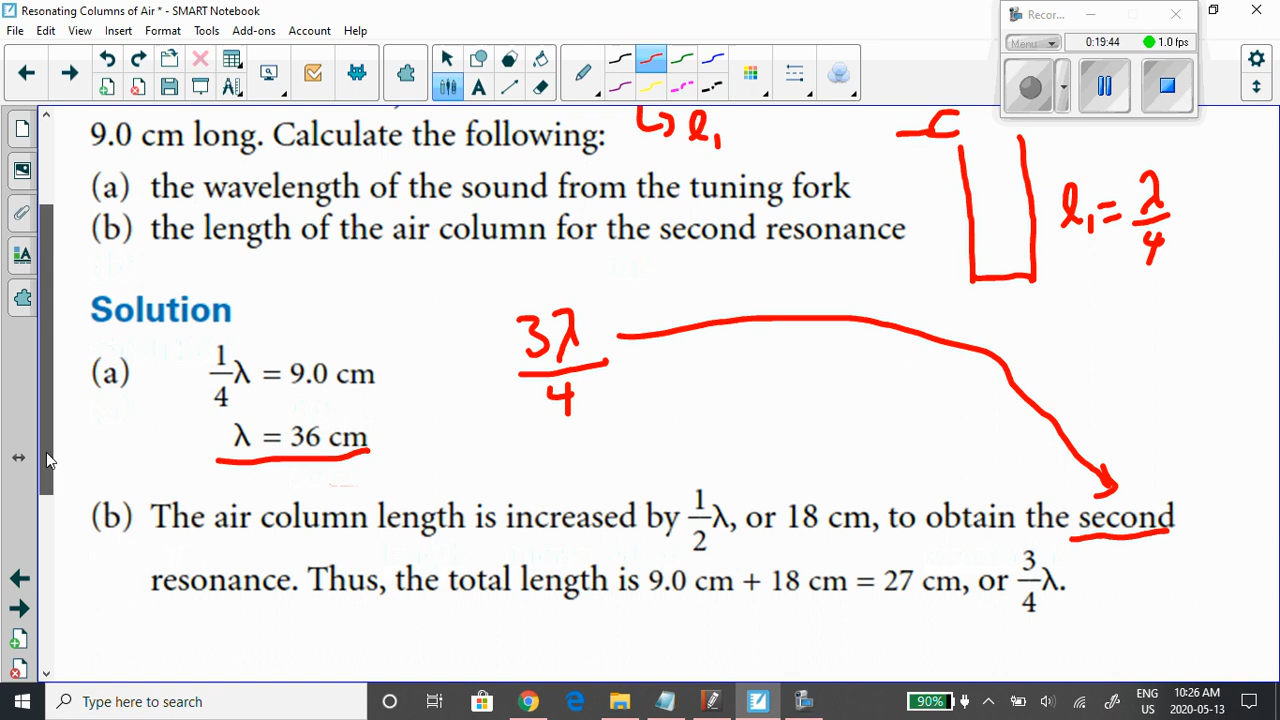 Resonating Columns of Air * - SMART Notebook
File Edit View Insert Format Tools Add-ons Account Help
Recor...
Menu 0:19:44 1.0 fps
9.0 cm long. Calculate the following:
ℓ₁
(a) the wavelength of the sound from the tuning fork
(b) the length of the air column for the second resonance
ℓ₁ = λ/4
Solution
3λ/4
(a) 1/4 λ = 9.0 cm
λ = 36 cm
(b) The air column length is increased by 1/2 λ, or 18 cm, to obtain the second
resonance. Thus, the total length is 9.0 cm + 18 cm = 27 cm, or 3/4 λ.
Type here to search
90%
ENG
US
10:26 AM
2020-05-13